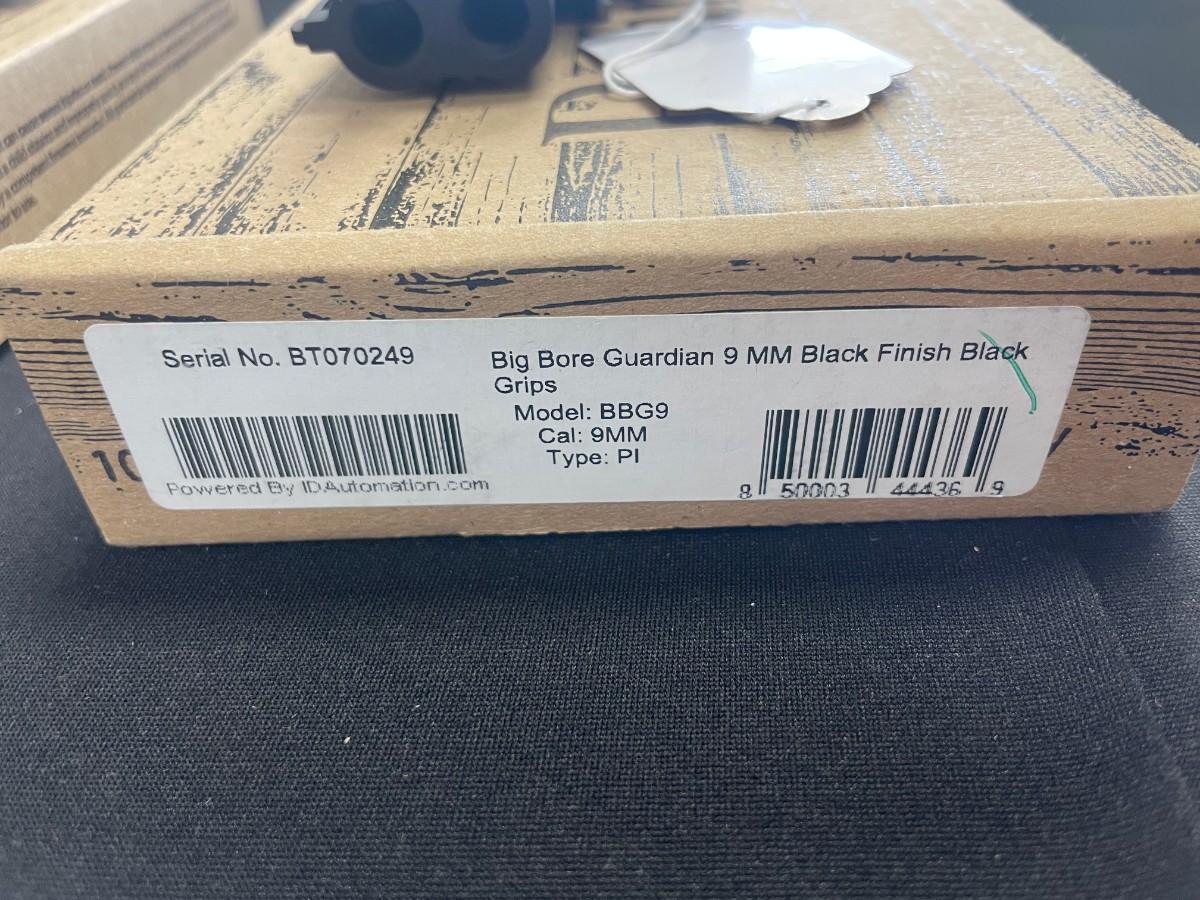 Serial No. BT070249
Big Bore Guardian 9 MM Black Finish Black
Grips
Model: BBG9
Cal: 9MM
Type: PI
Powered By IDAutomation.com
8 50003 44436 9
10